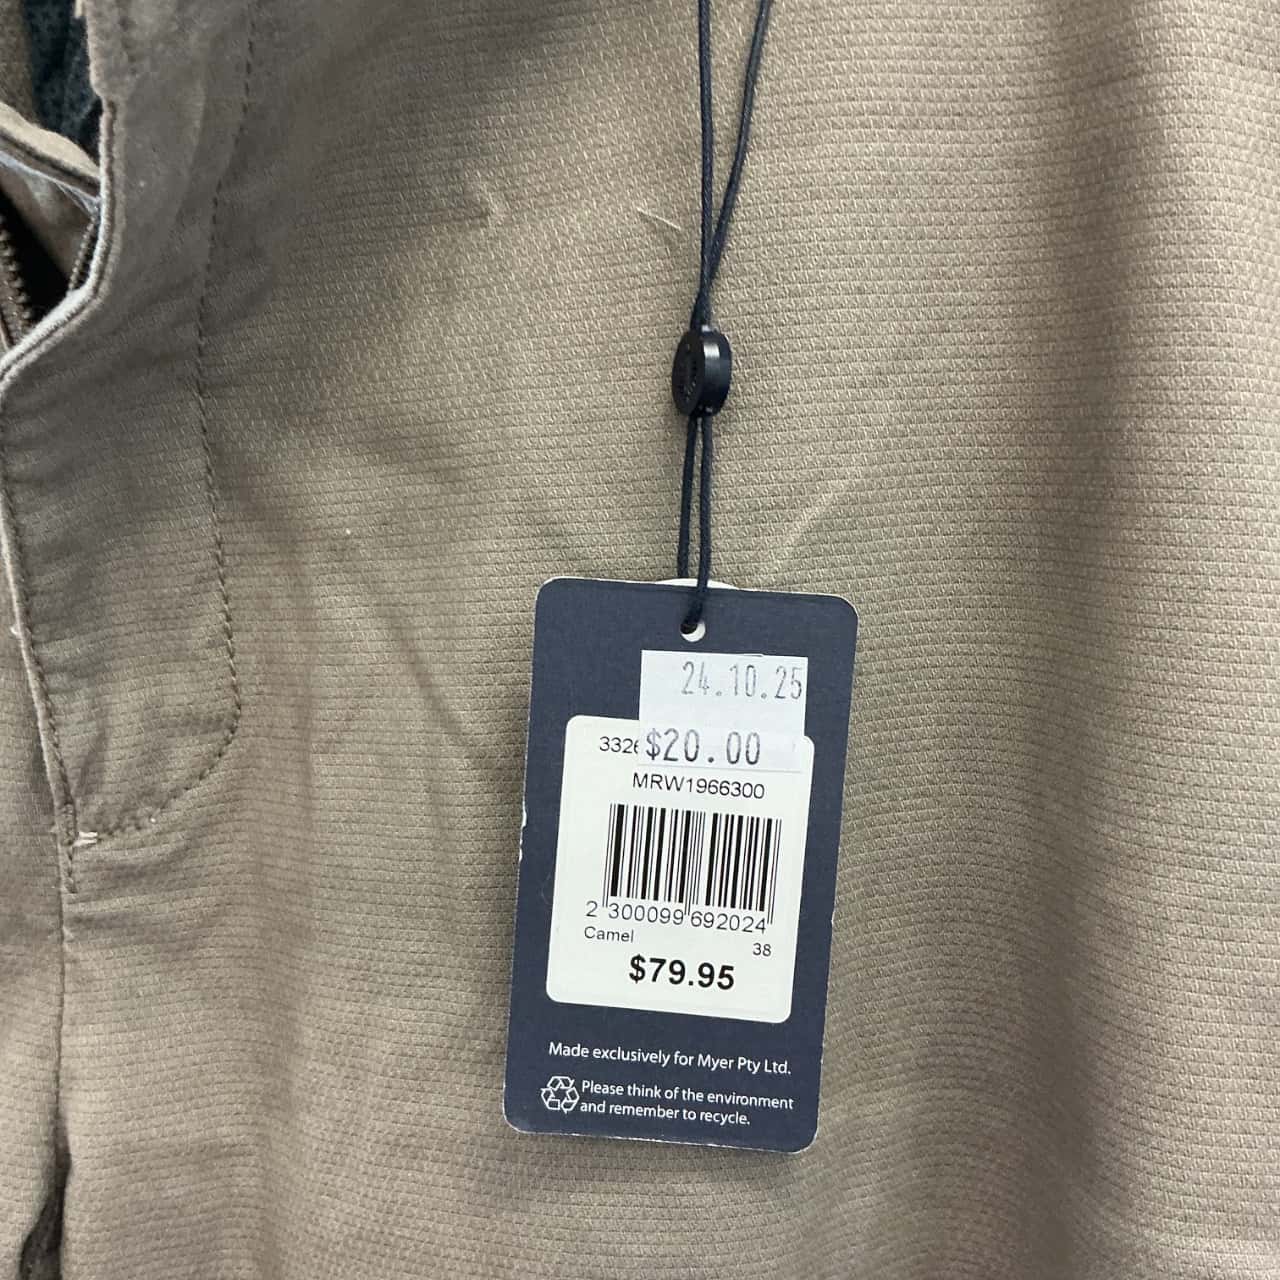 24.10.25
$20.00
3326
MRW1966300
2 300099 692024
Camel
38
$79.95
Made exclusively for Myer Pty Ltd.
Please think of the environment
and remember to recycle.